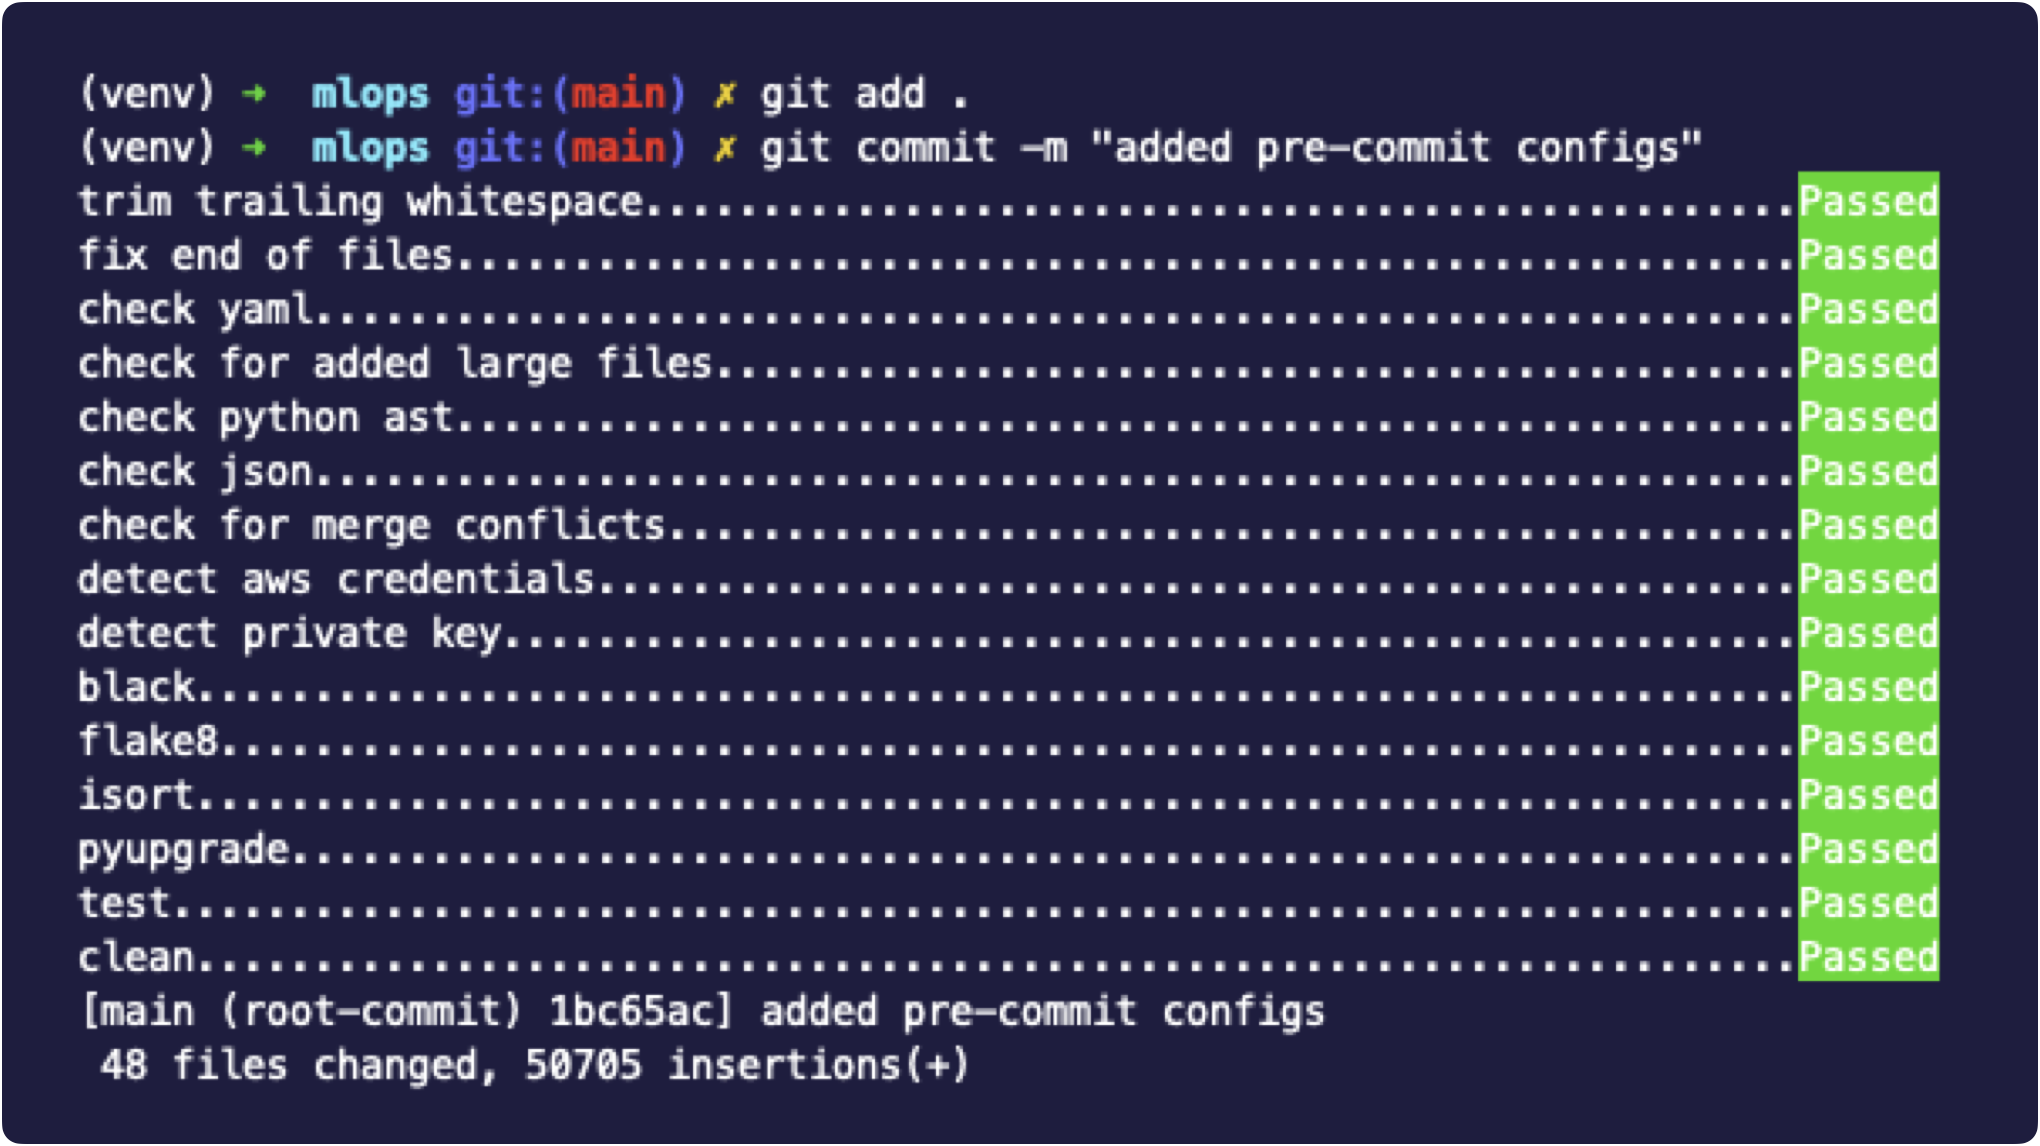 (venv) ➜  mlops git:(main) ✗ git add .
(venv) ➜  mlops git:(main) ✗ git commit -m "added pre-commit configs"
trim trailing whitespace.................................................Passed
fix end of files.........................................................Passed
check yaml...............................................................Passed
check for added large files..............................................Passed
check python ast.........................................................Passed
check json...............................................................Passed
check for merge conflicts................................................Passed
detect aws credentials...................................................Passed
detect private key.......................................................Passed
black....................................................................Passed
flake8...................................................................Passed
isort....................................................................Passed
pyupgrade................................................................Passed
test.....................................................................Passed
clean....................................................................Passed
[main (root-commit) 1bc65ac] added pre-commit configs
 48 files changed, 50705 insertions(+)